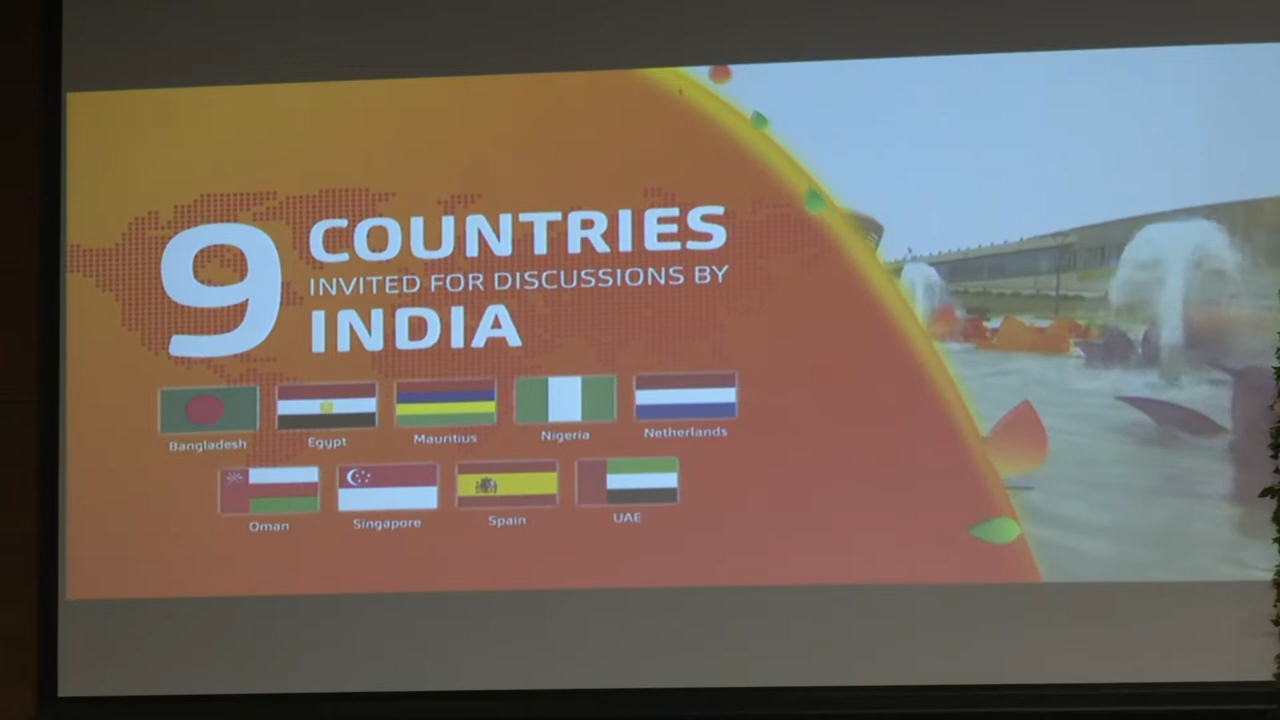 9 COUNTRIES
INVITED FOR DISCUSSIONS BY
INDIA
Bangladesh Egypt Mauritius Nigeria Netherlands
Oman Singapore Spain UAE